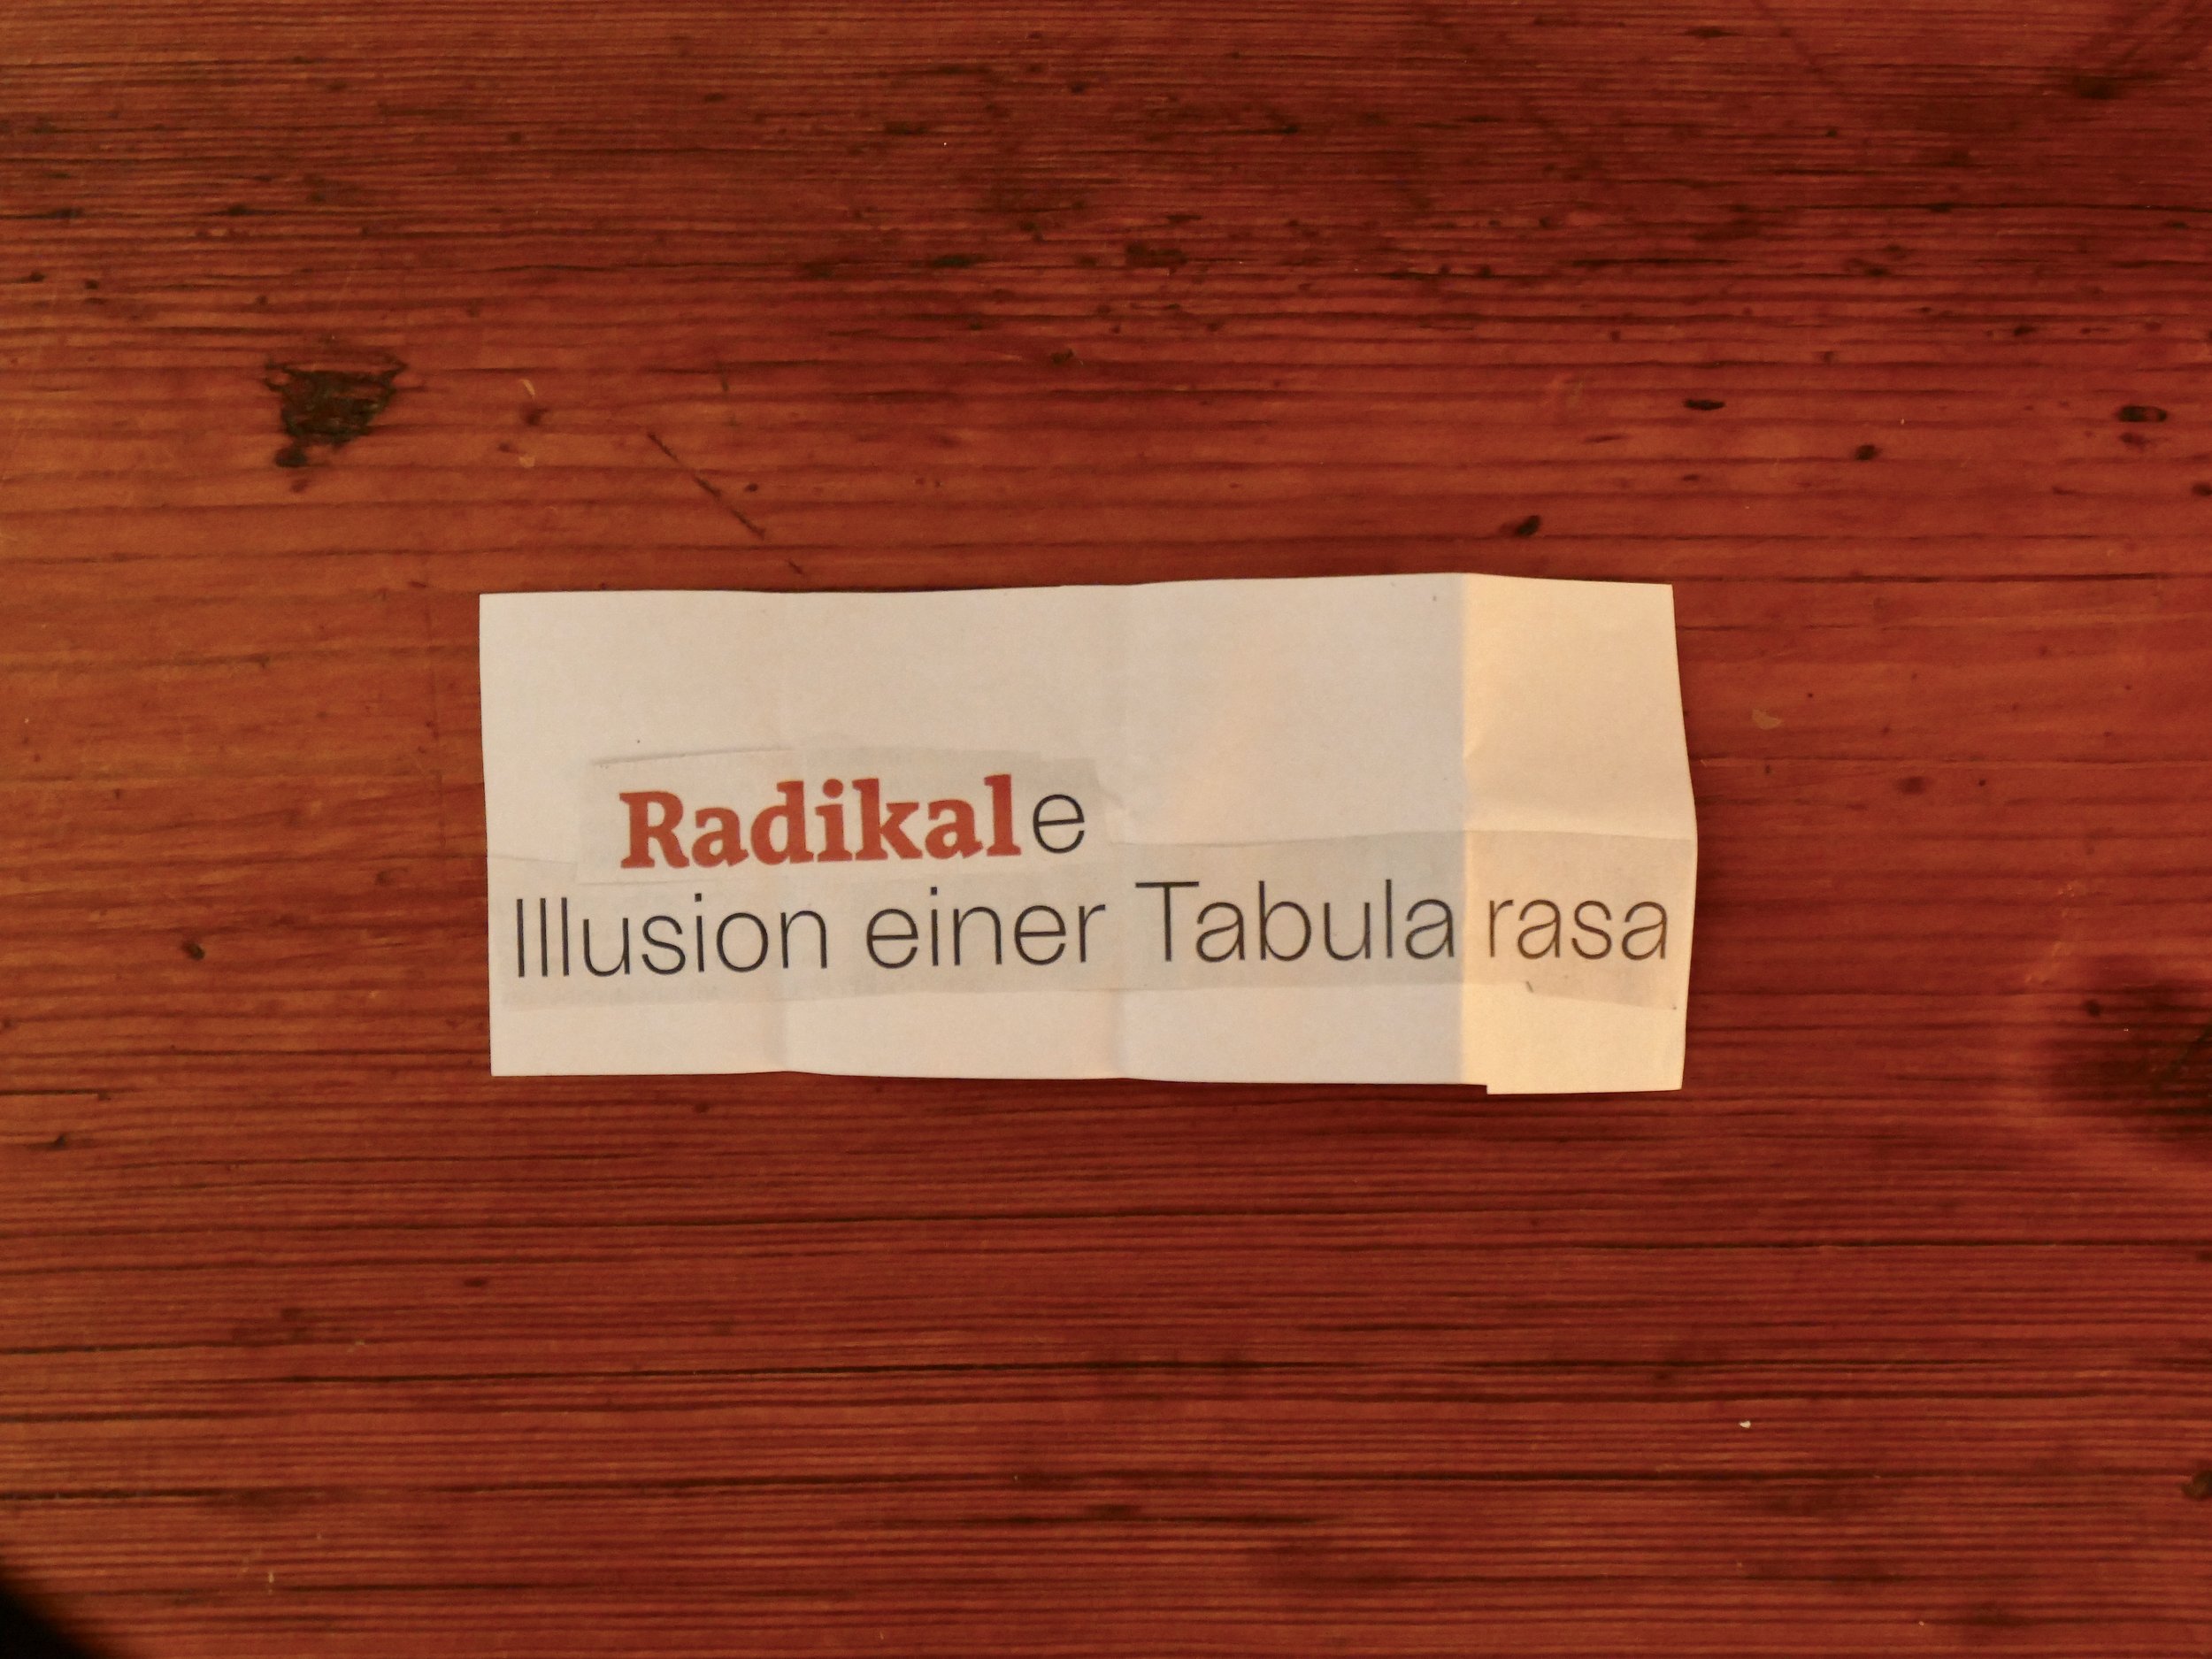 Radikale
Illusion einer Tabula rasa